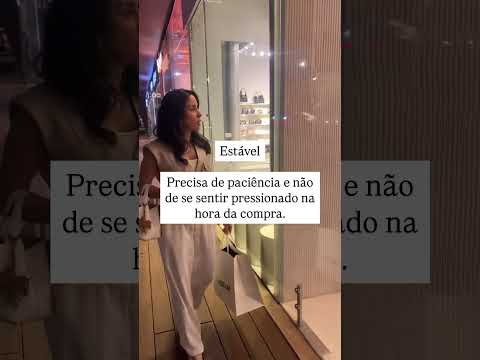 Estável
Precisa de paciência e não
de se sentir pressionado na
hora da compra.